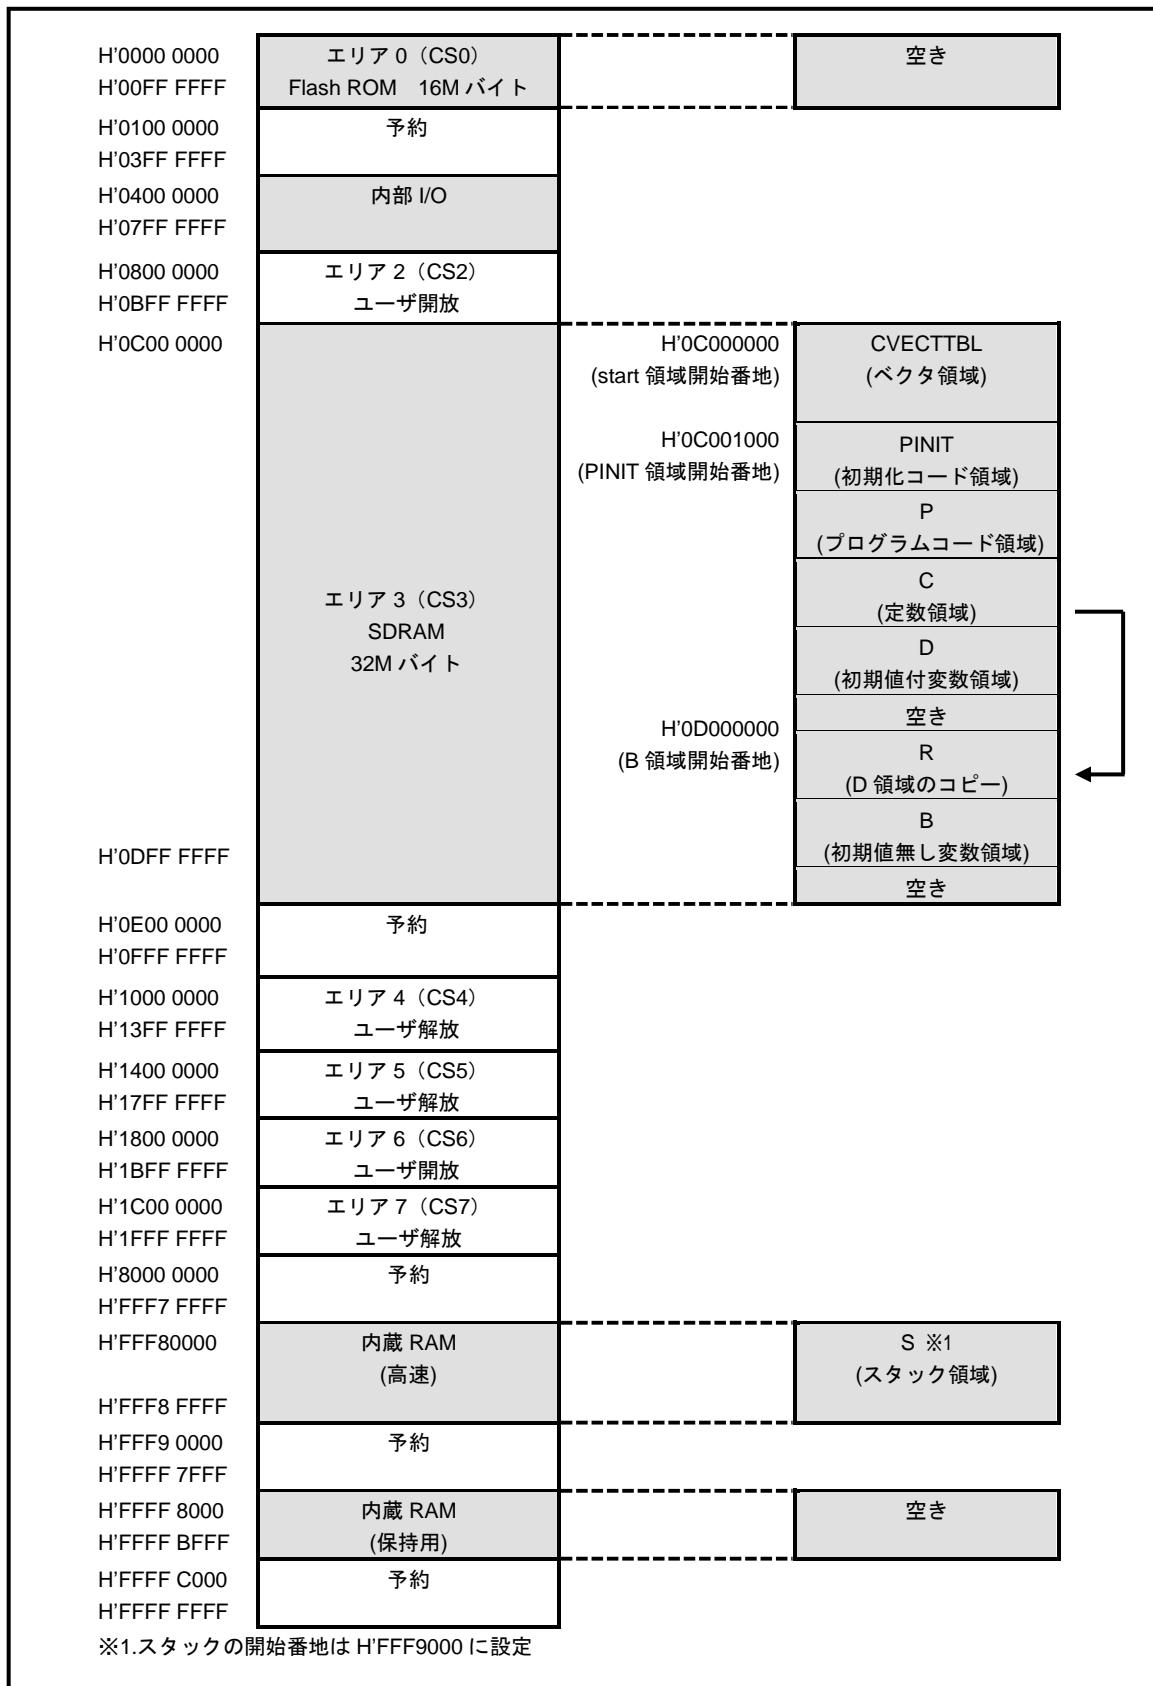 H'0000 0000
エリア 0（CS0）
空き
H'00FF FFFF
Flash ROM　16M バイト
H'0100 0000
予約
H'03FF FFFF
H'0400 0000
内部 I/O
H'07FF FFFF
H'0800 0000
エリア 2（CS2）
H'0BFF FFFF
ユーザ開放
H'0C00 0000
H'0C000000
(start 領域開始番地)
CVECTTBL
(ベクタ領域)
H'0C001000
(PINIT 領域開始番地)
PINIT
(初期化コード領域)
P
(プログラムコード領域)
エリア 3（CS3）
SDRAM
32M バイト
C
(定数領域)
D
(初期値付変数領域)
空き
H'0D000000
(B 領域開始番地)
R
(D 領域のコピー)
B
(初期値無し変数領域)
H'0DFF FFFF
空き
H'0E00 0000
予約
H'0FFF FFFF
H'1000 0000
エリア 4（CS4）
H'13FF FFFF
ユーザ解放
H'1400 0000
エリア 5（CS5）
H'17FF FFFF
ユーザ解放
H'1800 0000
エリア 6（CS6）
H'1BFF FFFF
ユーザ開放
H'1C00 0000
エリア 7（CS7）
H'1FFF FFFF
ユーザ解放
H'8000 0000
予約
H'FFF7 FFFF
H'FFF80000
内蔵 RAM
(高速)
S ※1
(スタック領域)
H'FFF8 FFFF
H'FFF9 0000
予約
H'FFFF 7FFF
H'FFFF 8000
内蔵 RAM
空き
H'FFFF BFFF
(保持用)
H'FFFF C000
予約
H'FFFF FFFF
※1.スタックの開始番地は H'FFF9000 に設定